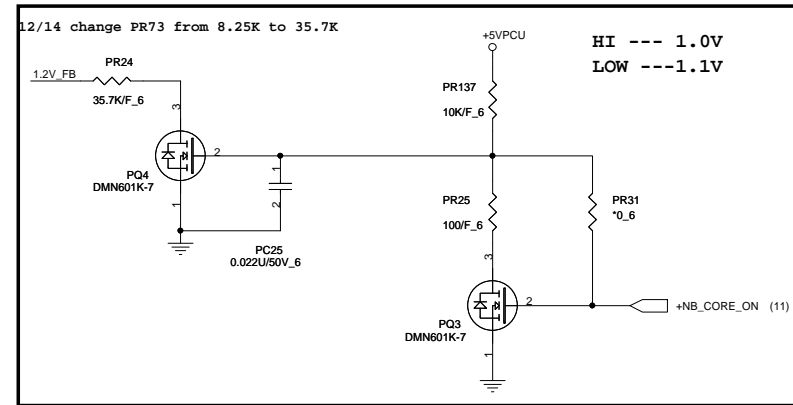 12/14 change PR73 from 8.25K to 35.7K
+5VPCU
HI --- 1.0V
LOW ---1.1V
1.2V_FB
PR24
35.7K/F_6
3
PR137
10K/F_6
2
PQ4
DMN601K-7
1
1
2
PC25
0.022U/50V_6
PR25
100/F_6
PR31
*0_6
3
2
+NB_CORE_ON (11)
PQ3
DMN601K-7
1